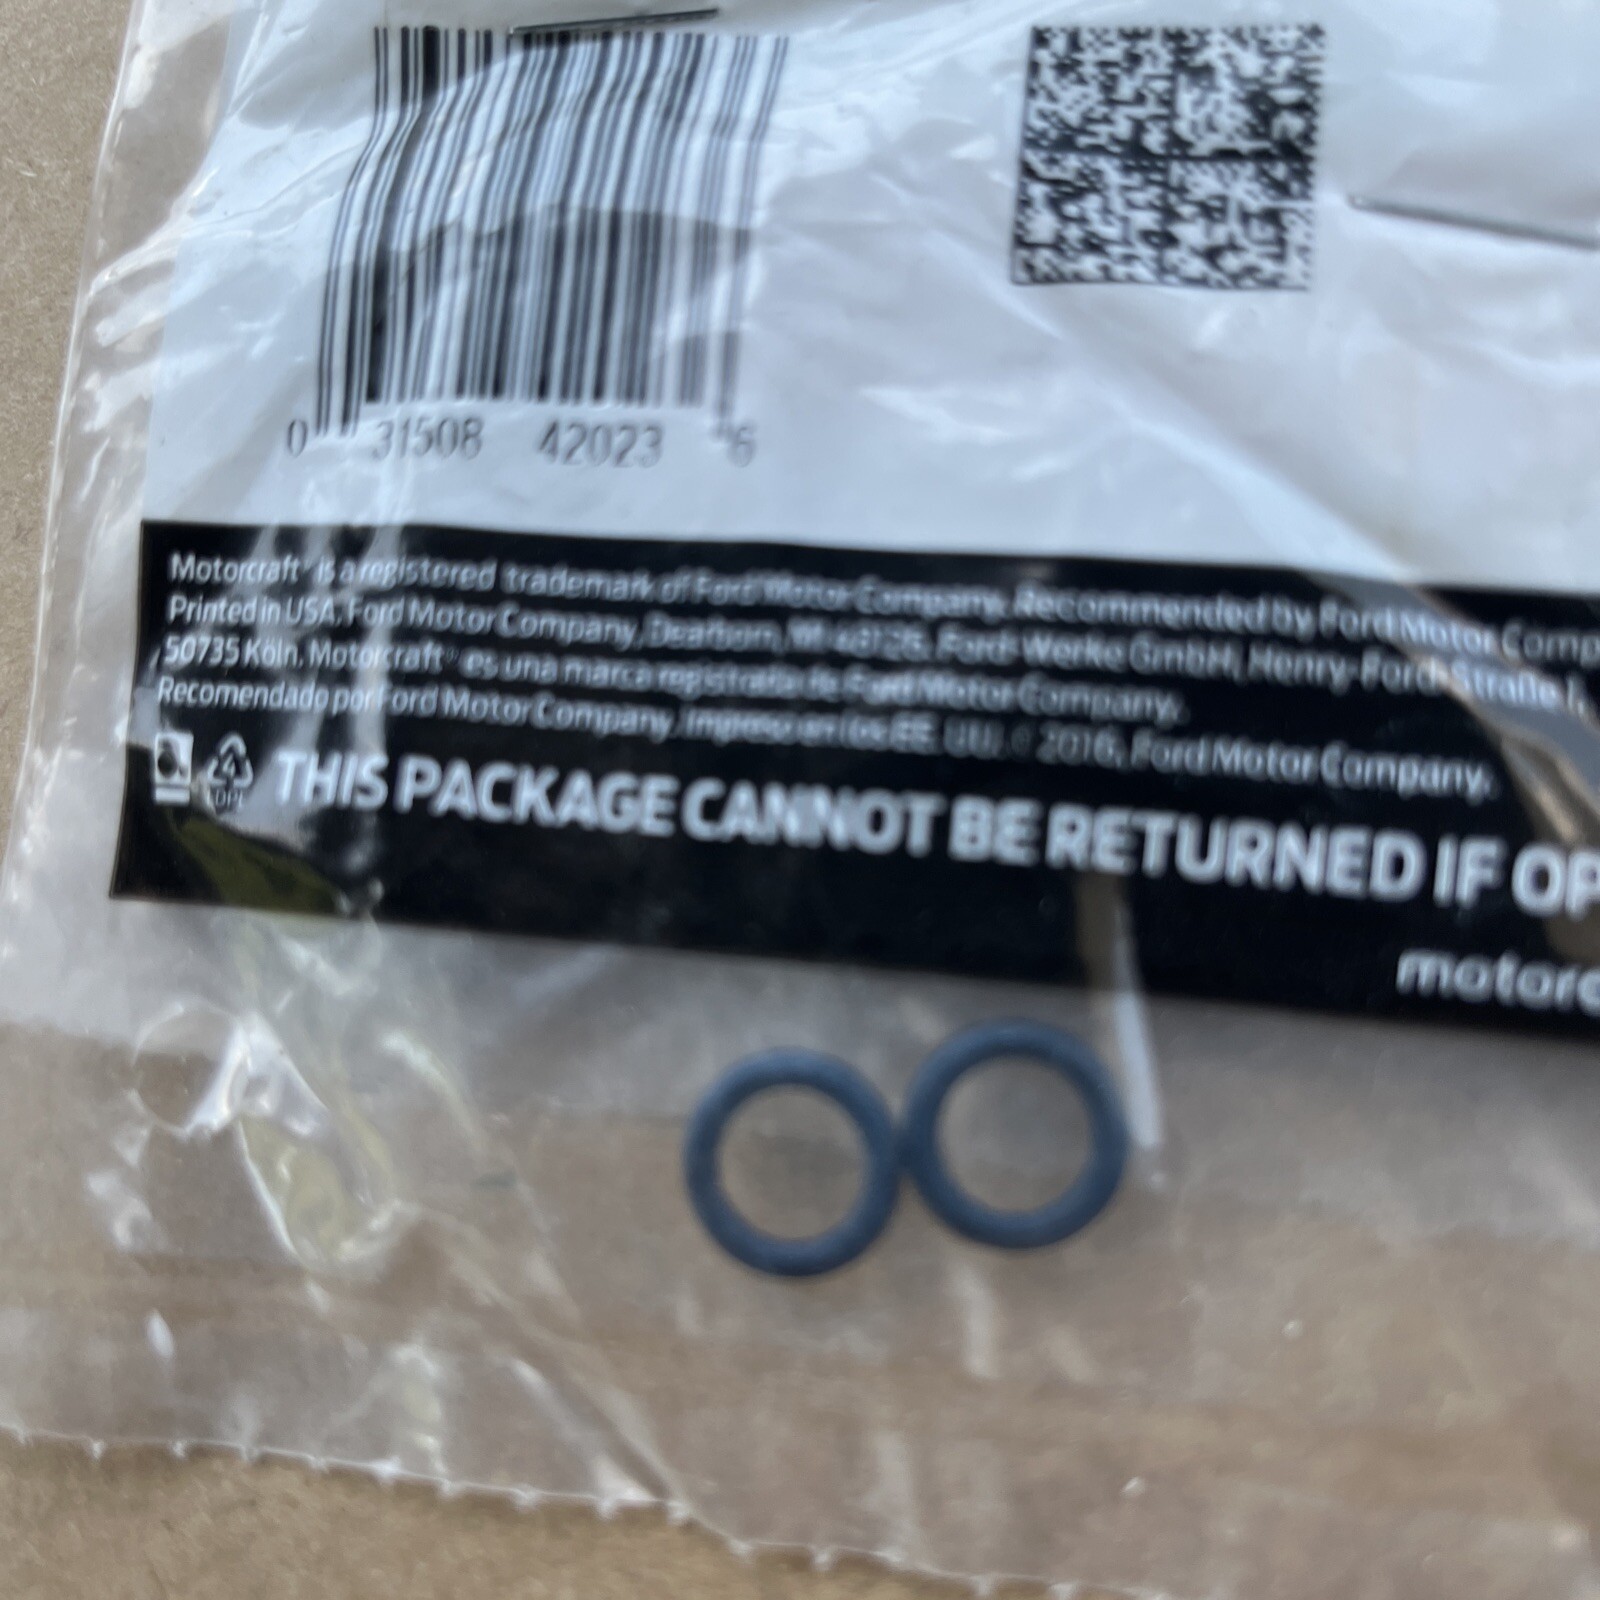 0 31508 42023 6
Motorcraft® is a registered trademark of Ford Motor Company. Recommended by Ford Motor Comp
Printed in USA. Ford Motor Company, Dearborn, MI 48126. Ford-Werke GmbH, Henry-Ford-Straße 1,
50735 Köln. Motorcraft® es una marca registrada de Ford Motor Company.
Recomendado por Ford Motor Company. Impreso en los EE. UU. © 2016, Ford Motor Company.
4
LDPE
THIS PACKAGE CANNOT BE RETURNED IF OP
motorc